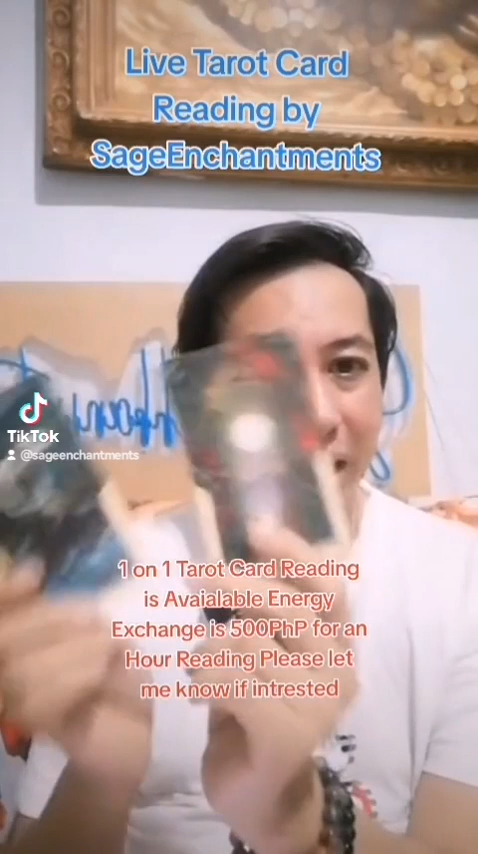 Live Tarot Card
Reading by
SageEnchantments
TikTok
@sageenchantments
1 on 1 Tarot Card Reading
is Avaialable Energy
Exchange is 500PhP for an
Hour Reading Please let
me know if intrested